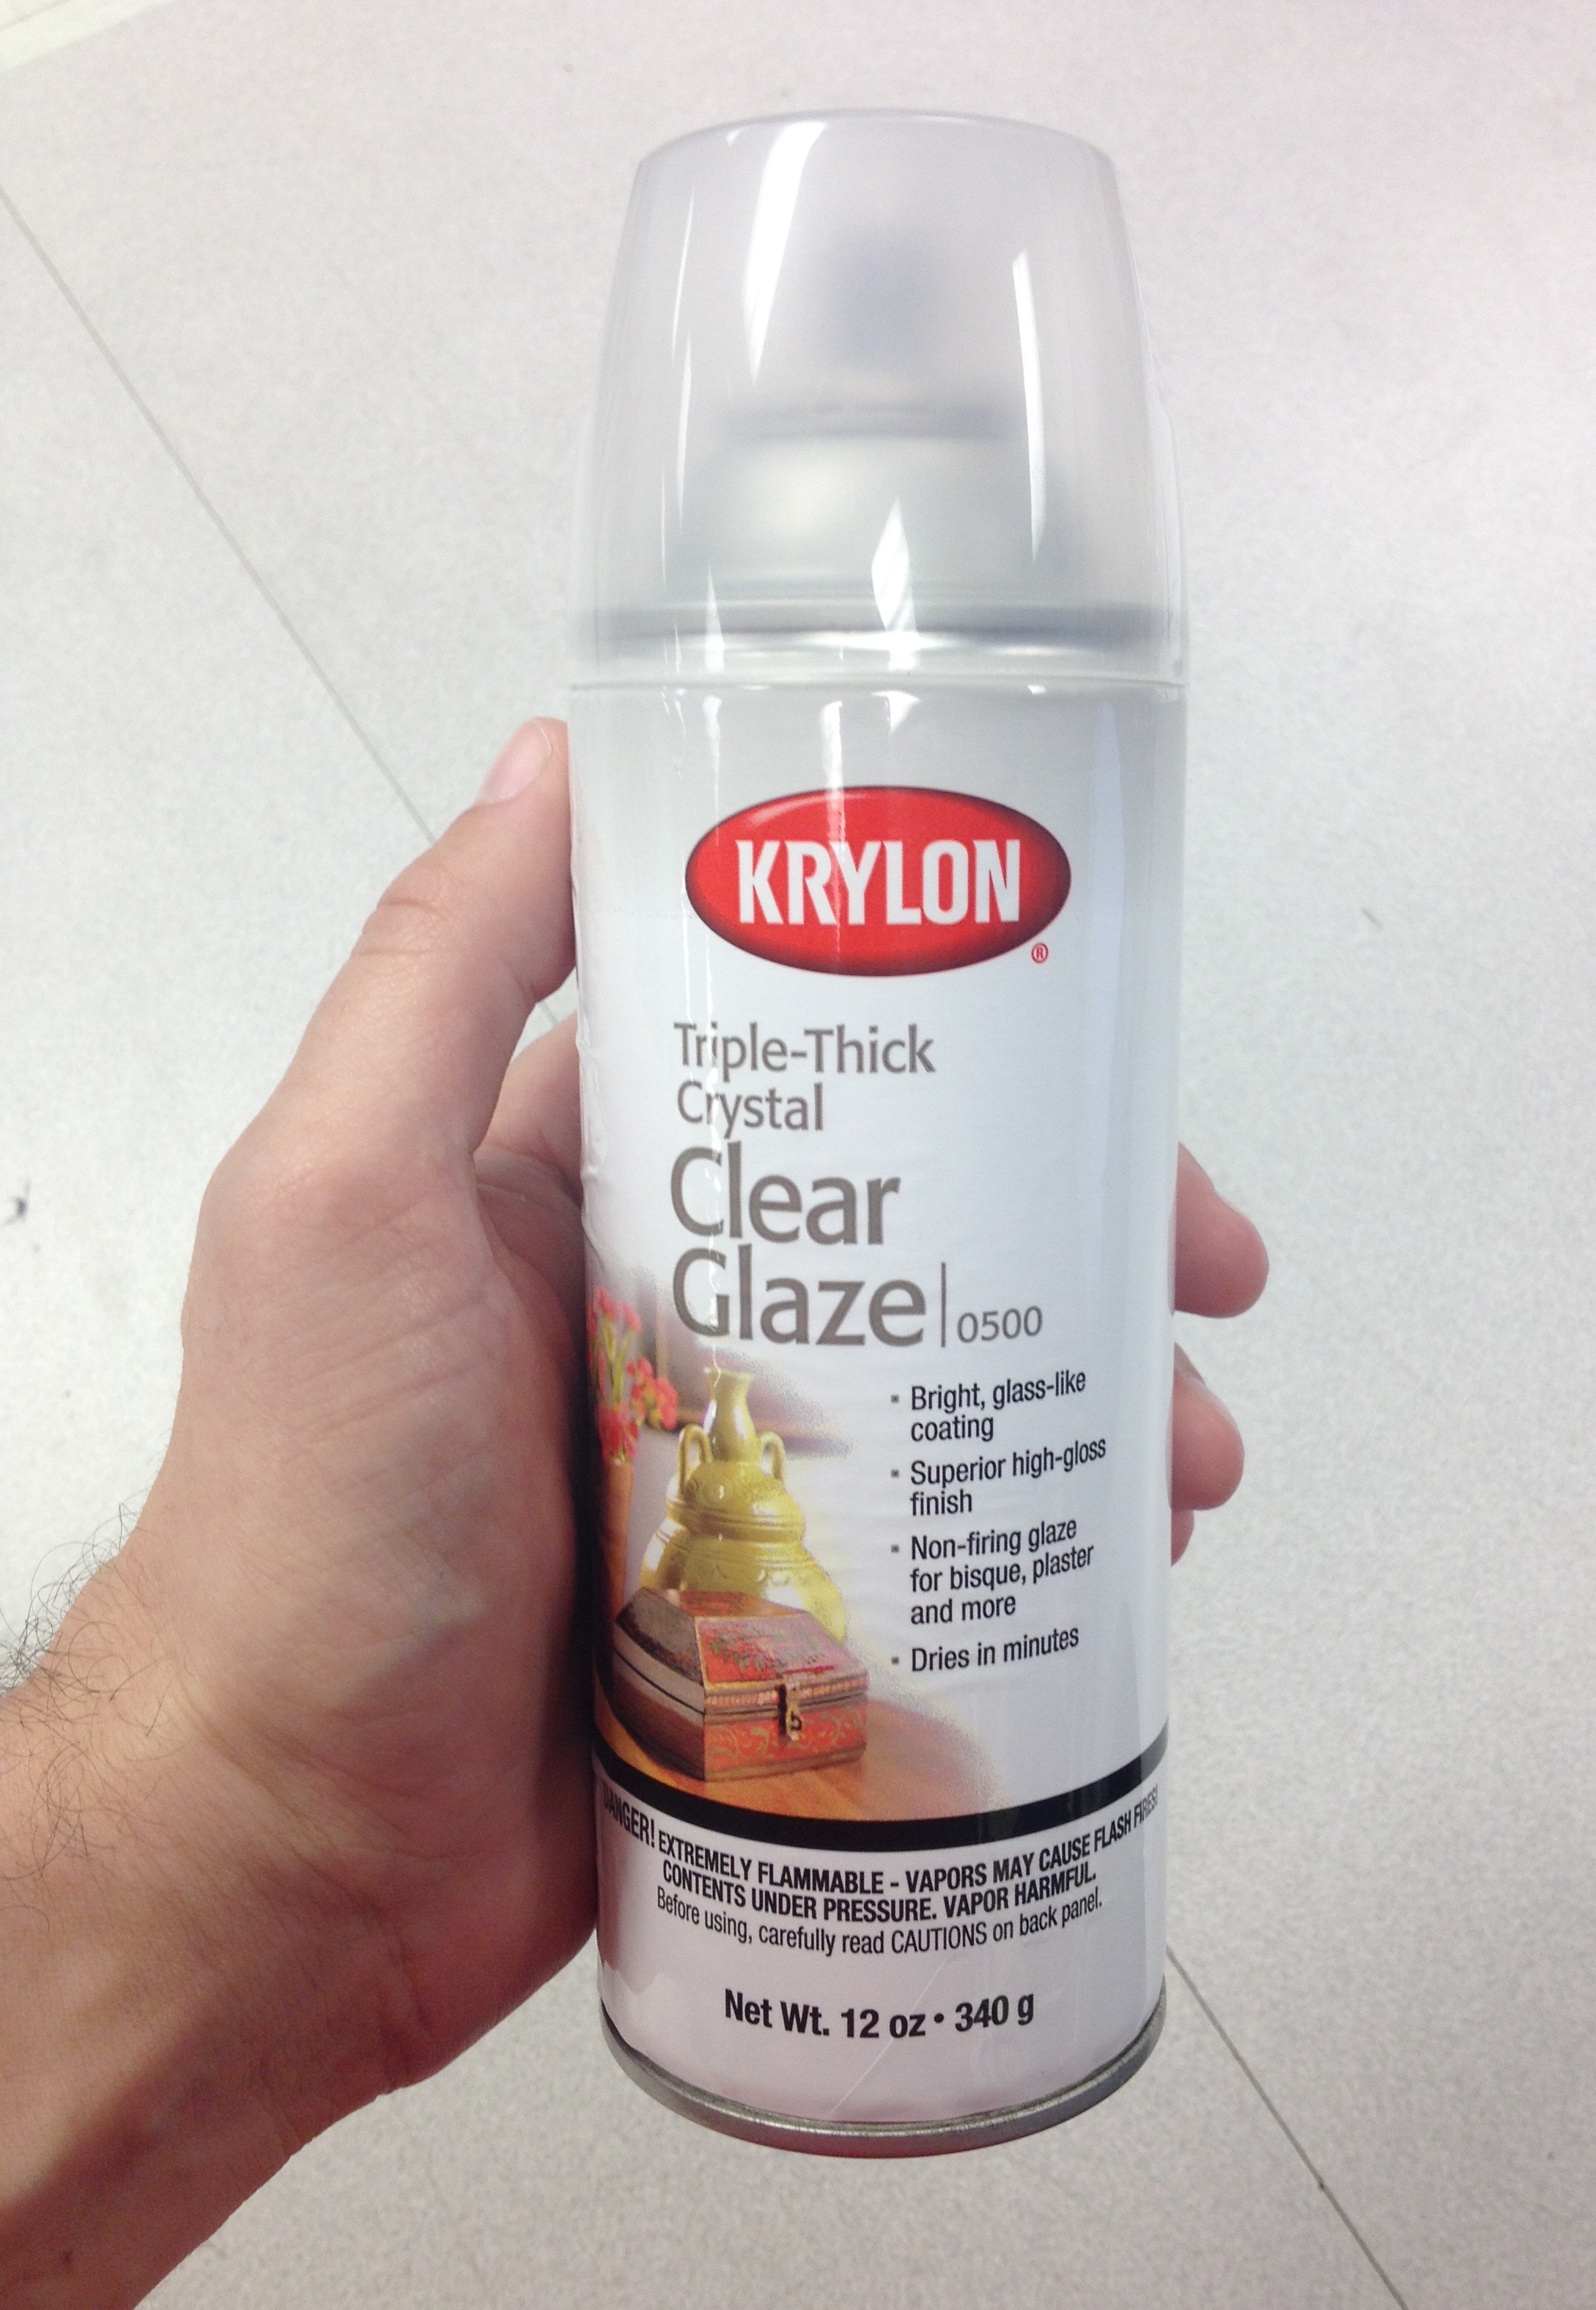 KRYLON
®
Triple-Thick
Crystal
Clear
Glaze | 0500
▪ Bright, glass-like
coating
▪ Superior high-gloss
finish
▪ Non-firing glaze
for bisque, plaster
and more
▪ Dries in minutes
DANGER! EXTREMELY FLAMMABLE - VAPORS MAY CAUSE FLASH FIRES!
CONTENTS UNDER PRESSURE. VAPOR HARMFUL.
Before using, carefully read CAUTIONS on back panel.
Net Wt. 12 oz • 340 g